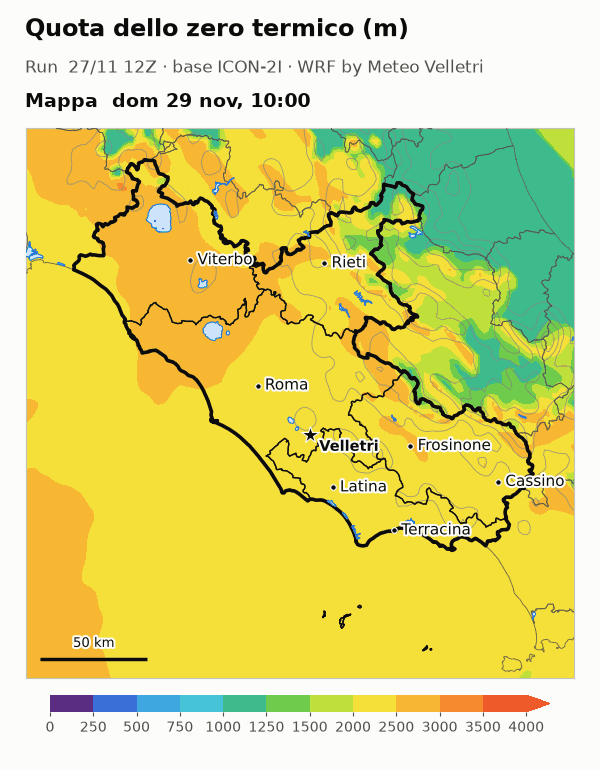 Quota dello zero termico (m)
Run  27/11 12Z · base ICON-2I · WRF by Meteo Velletri
Mappa  dom 29 nov, 10:00
Viterbo
Rieti
Roma
Velletri
Frosinone
Cassino
Latina
Terracina
50 km
0 250 500 750 1000 1250 1500 2000 2500 3000 3500 4000